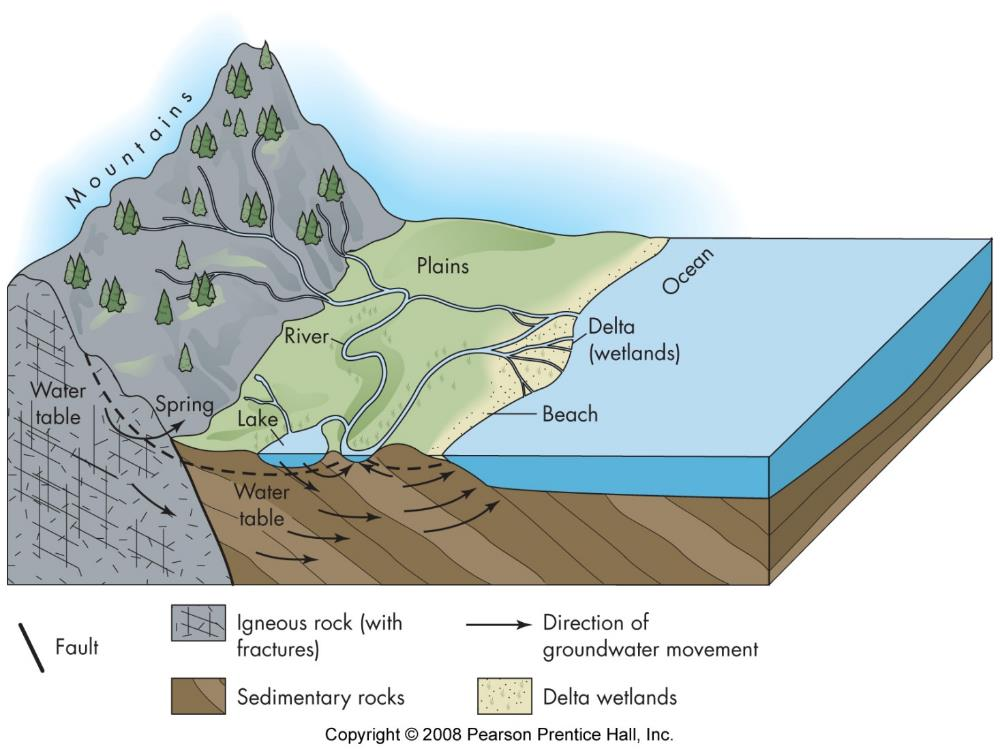 Mountains
Plains
Ocean
River
Delta
(wetlands)
Water
table
Spring
Lake
Beach
Water
table
Fault
Igneous rock (with
fractures)
Direction of
groundwater movement
Sedimentary rocks
Delta wetlands
Copyright © 2008 Pearson Prentice Hall, Inc.